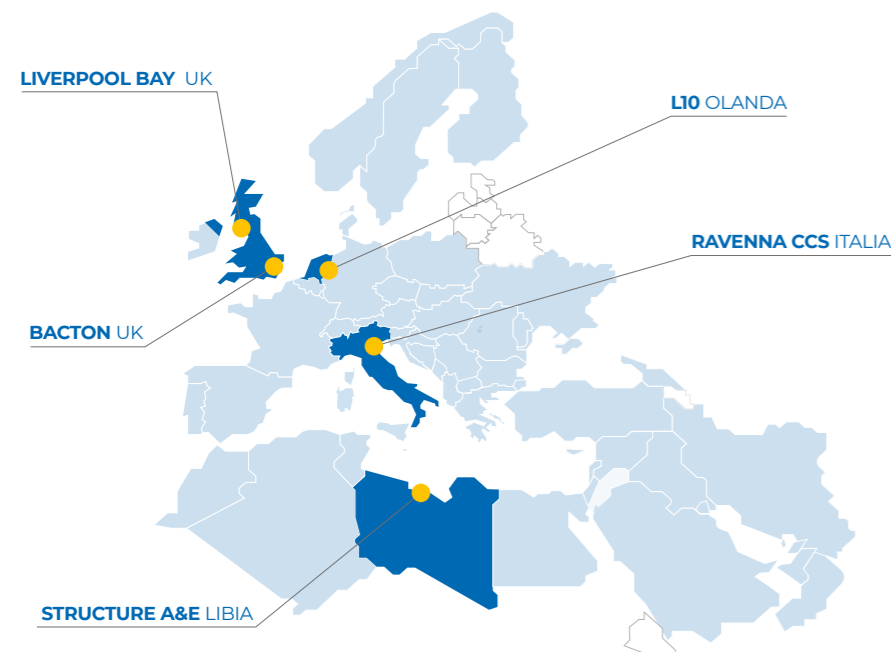 LIVERPOOL BAY UK
L10 OLANDA
RAVENNA CCS ITALIA
BACTON UK
STRUCTURE A&E LIBIA